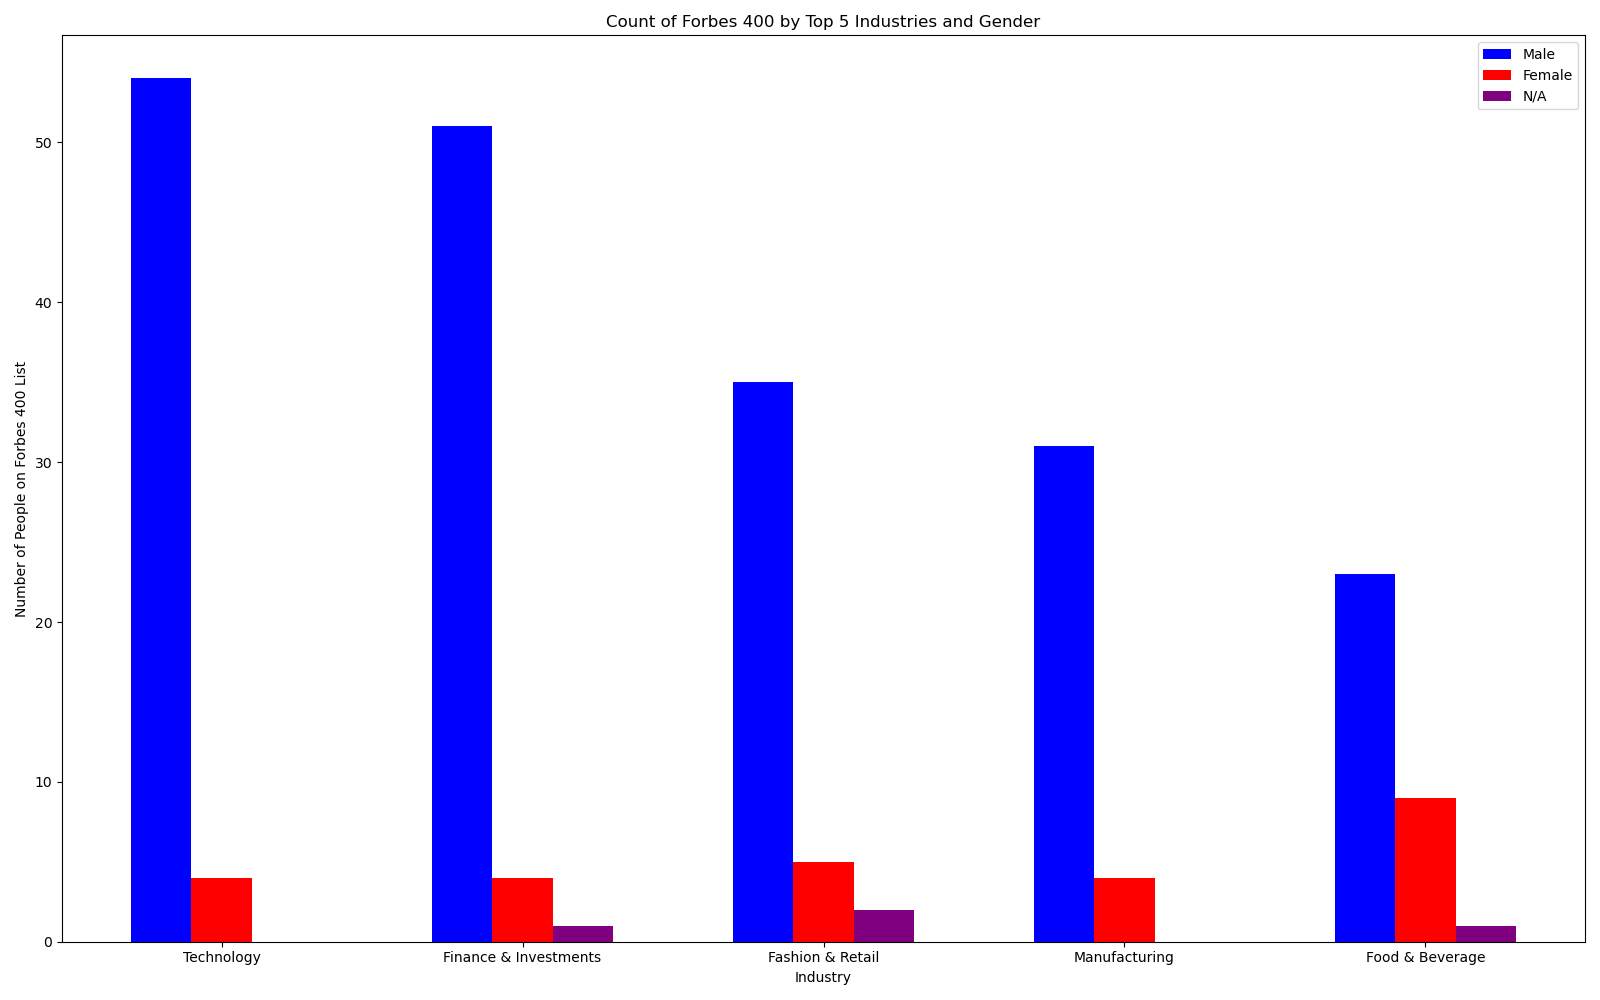 Count of Forbes 400 by Top 5 Industries and Gender
Male
Female
N/A
Number of People on Forbes 400 List
50
40
30
20
10
0
Technology
Finance & Investments
Fashion & Retail
Manufacturing
Food & Beverage
Industry